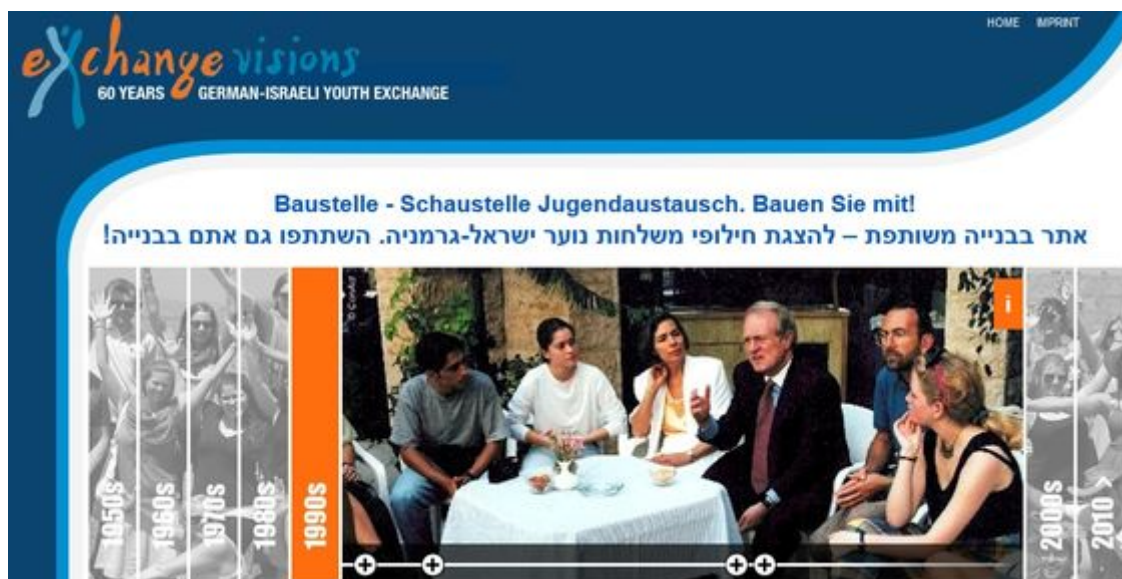 HOME IMPRINT
eXchange visions
60 YEARS GERMAN-ISRAELI YOUTH EXCHANGE
Baustelle - Schaustelle Jugendaustausch. Bauen Sie mit!
אתר בבנייה משותפת – להצגת חילופי משלחות נוער ישראל-גרמניה. השתתפו גם אתם בבנייה!
© ConAct
i
1950s
1960s
1970s
1980s
1990s
2000s
2010 >